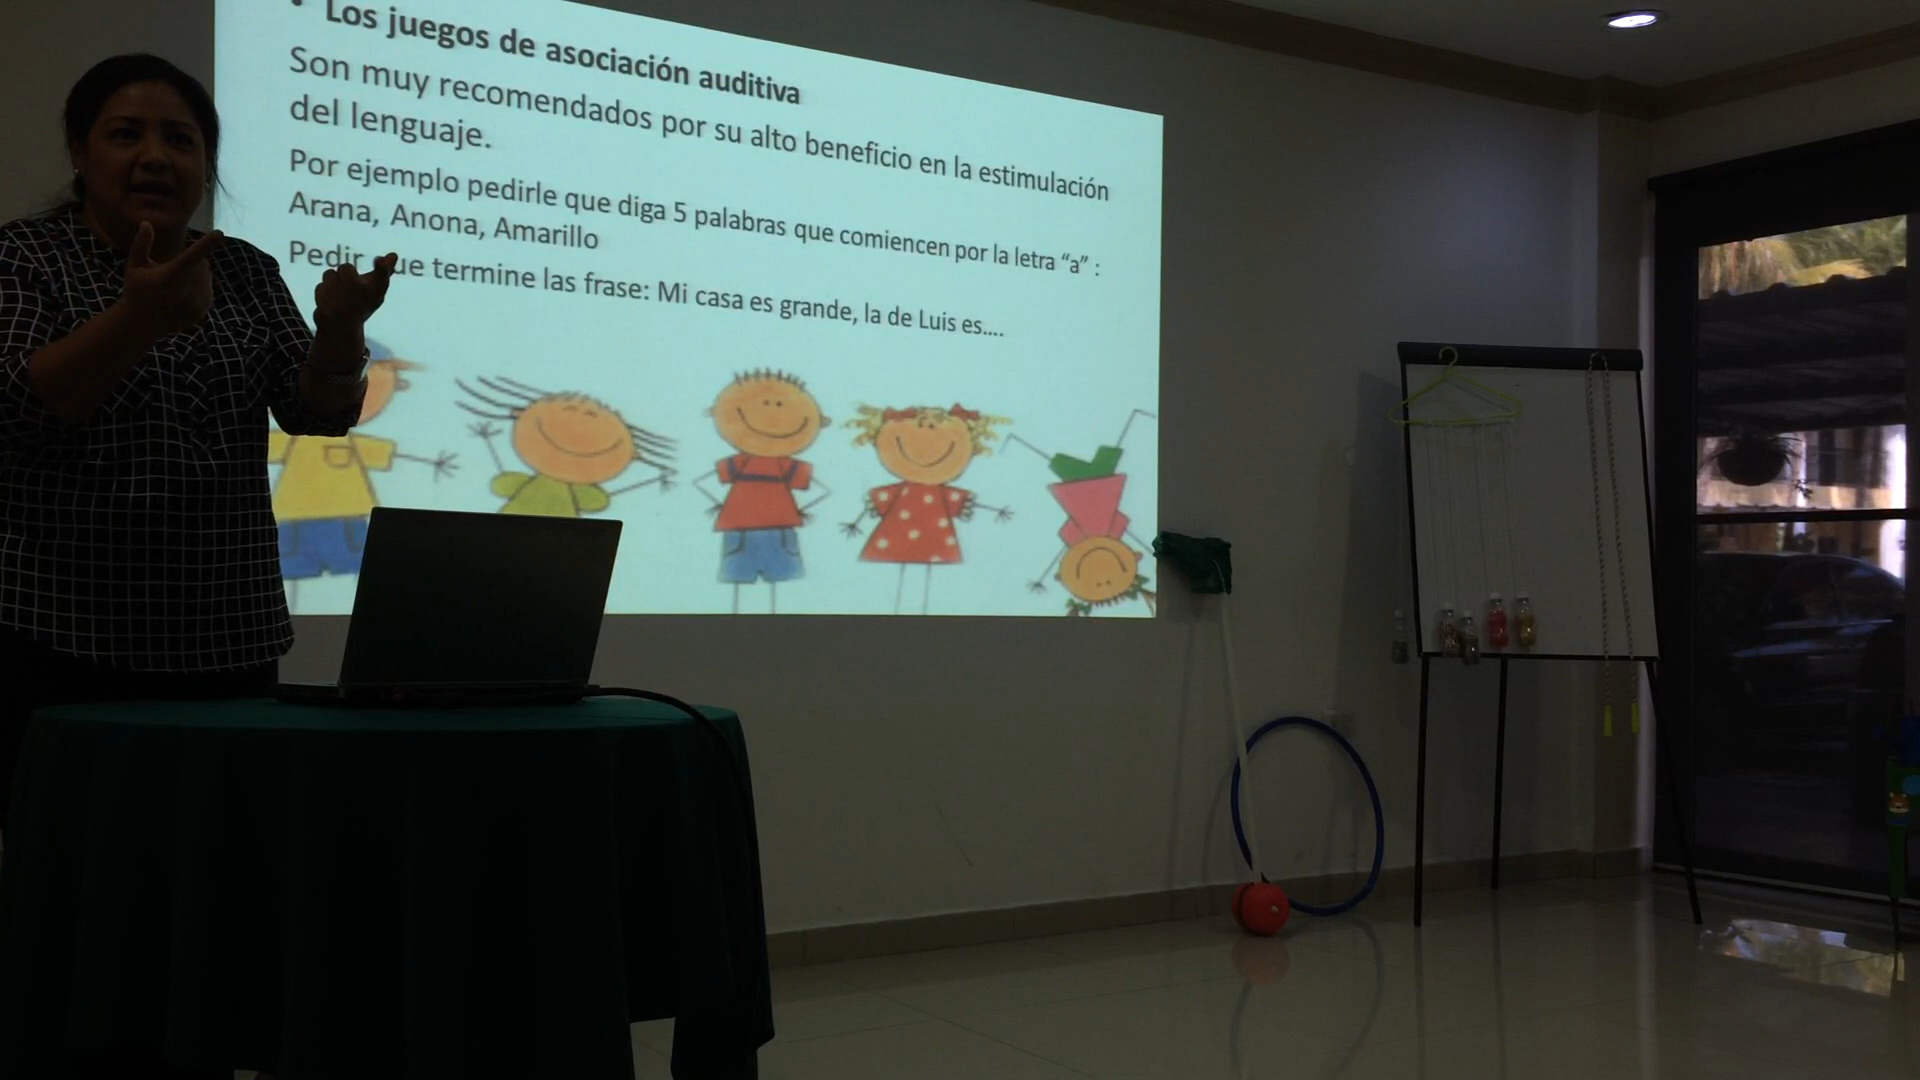 • Los juegos de asociación auditiva
Son muy recomendados por su alto beneficio en la estimulación
del lenguaje.
Por ejemplo pedirle que diga 5 palabras que comiencen por la letra “a” :
Arana, Anona, Amarillo
Pedir que termine las frase: Mi casa es grande, la de Luis es....